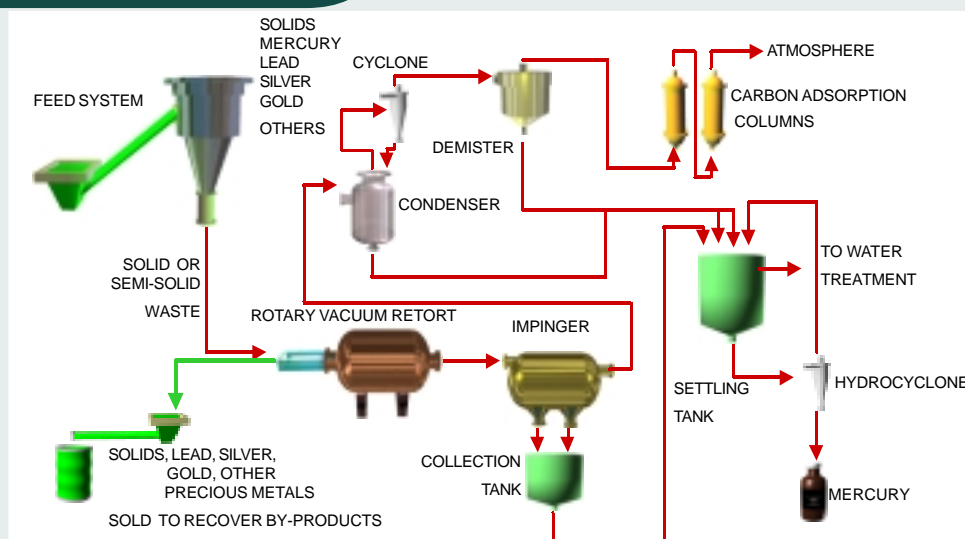 SOLIDS
MERCURY
LEAD
SILVER
GOLD
OTHERS
CYCLONE
ATMOSPHERE
FEED SYSTEM
CARBON ADSORPTION
COLUMNS
DEMISTER
CONDENSER
SOLID OR
SEMI-SOLID
WASTE
TO WATER
TREATMENT
ROTARY VACUUM RETORT
IMPINGER
SETTLING
TANK
HYDROCYCLONE
SOLIDS, LEAD, SILVER,
GOLD, OTHER
PRECIOUS METALS
SOLD TO RECOVER BY-PRODUCTS
COLLECTION
TANK
MERCURY